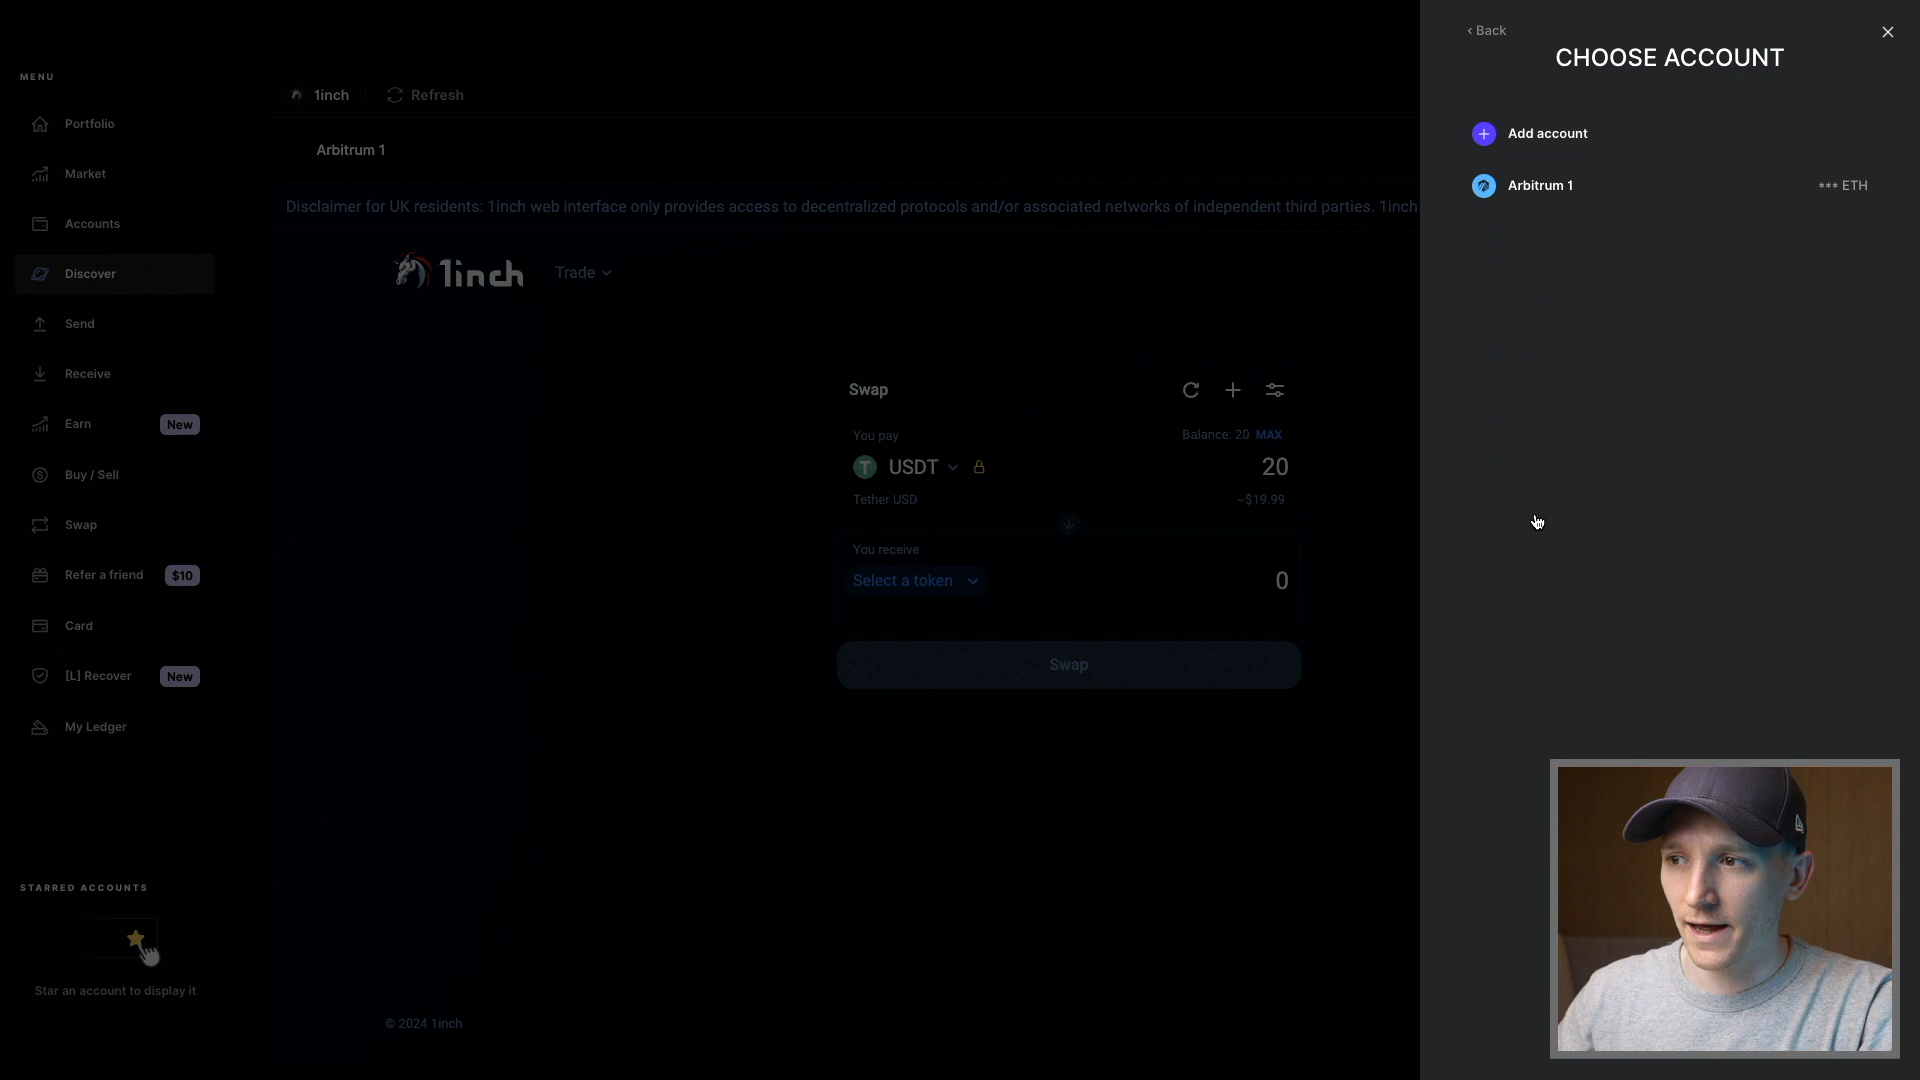 MENU
Portfolio
Market
Accounts
Discover
Send
Receive
Earn New
Buy / Sell
Swap
Refer a friend $10
Card
[L] Recover New
My Ledger
STARRED ACCOUNTS
Star an account to display it
1inch Refresh
Arbitrum 1
Disclaimer for UK residents: 1inch web interface only provides access to decentralized protocols and/or associated networks of independent third parties. 1inch
1inch Trade
Swap
You pay Balance: 20 MAX
USDT 20
Tether USD ~$19.99
You receive
Select a token 0
Swap
© 2024 1inch
‹ Back
CHOOSE ACCOUNT
Add account
Arbitrum 1 *** ETH